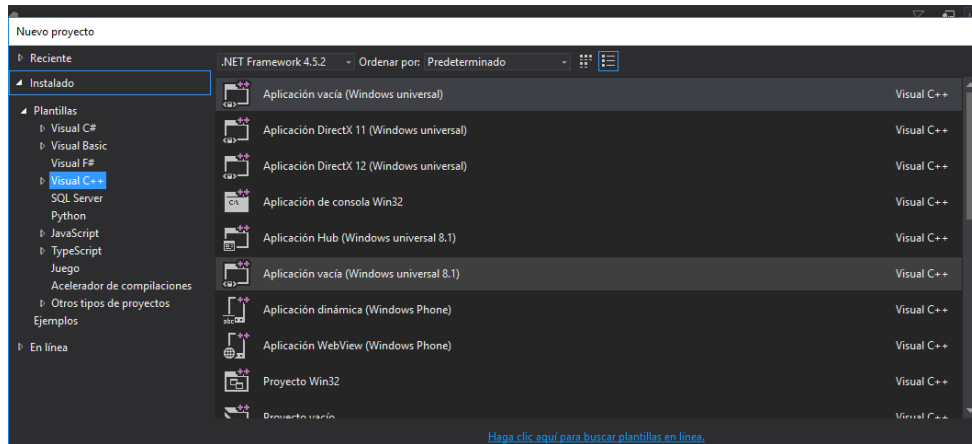 Nuevo proyecto
Reciente
.NET Framework 4.5.2 Ordenar por: Predeterminado
Instalado
Plantillas
Visual C#
Visual Basic
Visual F#
Visual C++
SQL Server
Python
JavaScript
TypeScript
Juego
Acelerador de compilaciones
Otros tipos de proyectos
Ejemplos
En línea
Aplicación vacía (Windows universal) Visual C++
Aplicación DirectX 11 (Windows universal) Visual C++
Aplicación DirectX 12 (Windows universal) Visual C++
Aplicación de consola Win32 Visual C++
Aplicación Hub (Windows universal 8.1) Visual C++
Aplicación vacía (Windows universal 8.1) Visual C++
Aplicación dinámica (Windows Phone) Visual C++
Aplicación WebView (Windows Phone) Visual C++
Proyecto Win32 Visual C++
Proyecto vacío Visual C++
Haga clic aquí para buscar plantillas en línea.